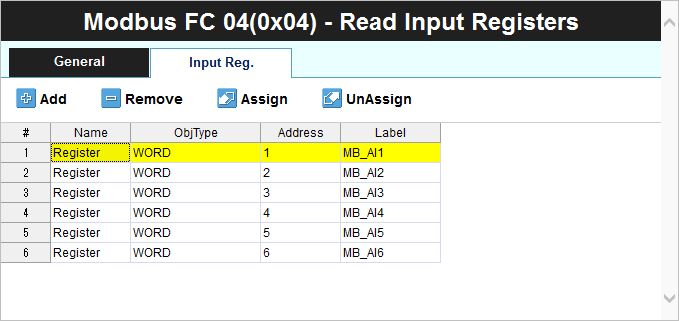 Modbus FC 04(0x04) - Read Input Registers
General Input Reg.
Add Remove Assign UnAssign
# Name ObjType Address Label
1 Register WORD 1 MB_AI1
2 Register WORD 2 MB_AI2
3 Register WORD 3 MB_AI3
4 Register WORD 4 MB_AI4
5 Register WORD 5 MB_AI5
6 Register WORD 6 MB_AI6